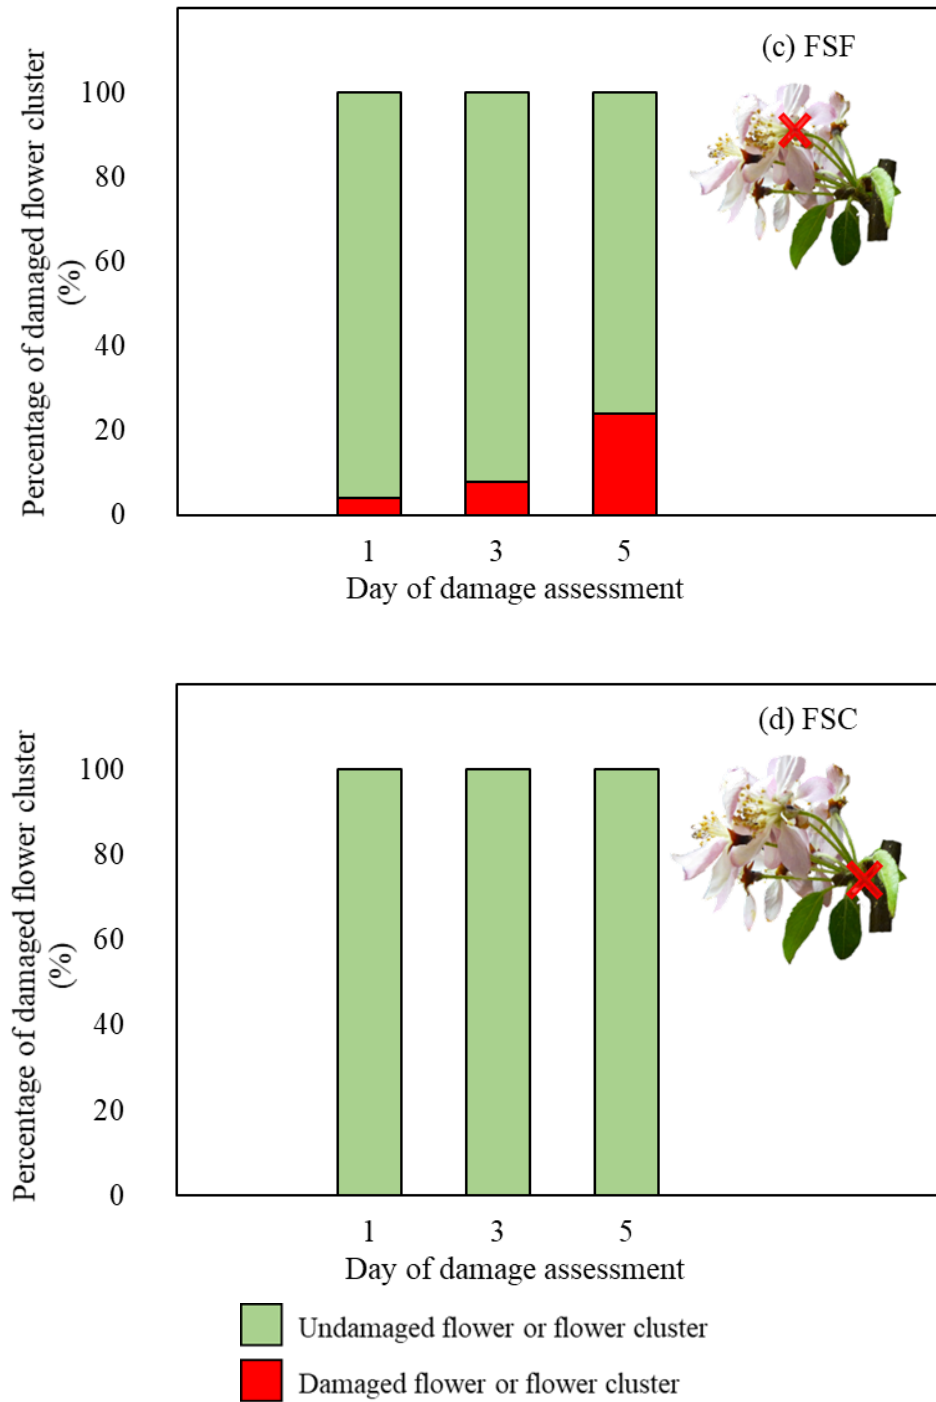 (c) FSF
Percentage of damaged flower cluster
(%)
100
80
60
40
20
0
1 3 5
Day of damage assessment
(d) FSC
Percentage of damaged flower cluster
(%)
100
80
60
40
20
0
1 3 5
Day of damage assessment
Undamaged flower or flower cluster
Damaged flower or flower cluster